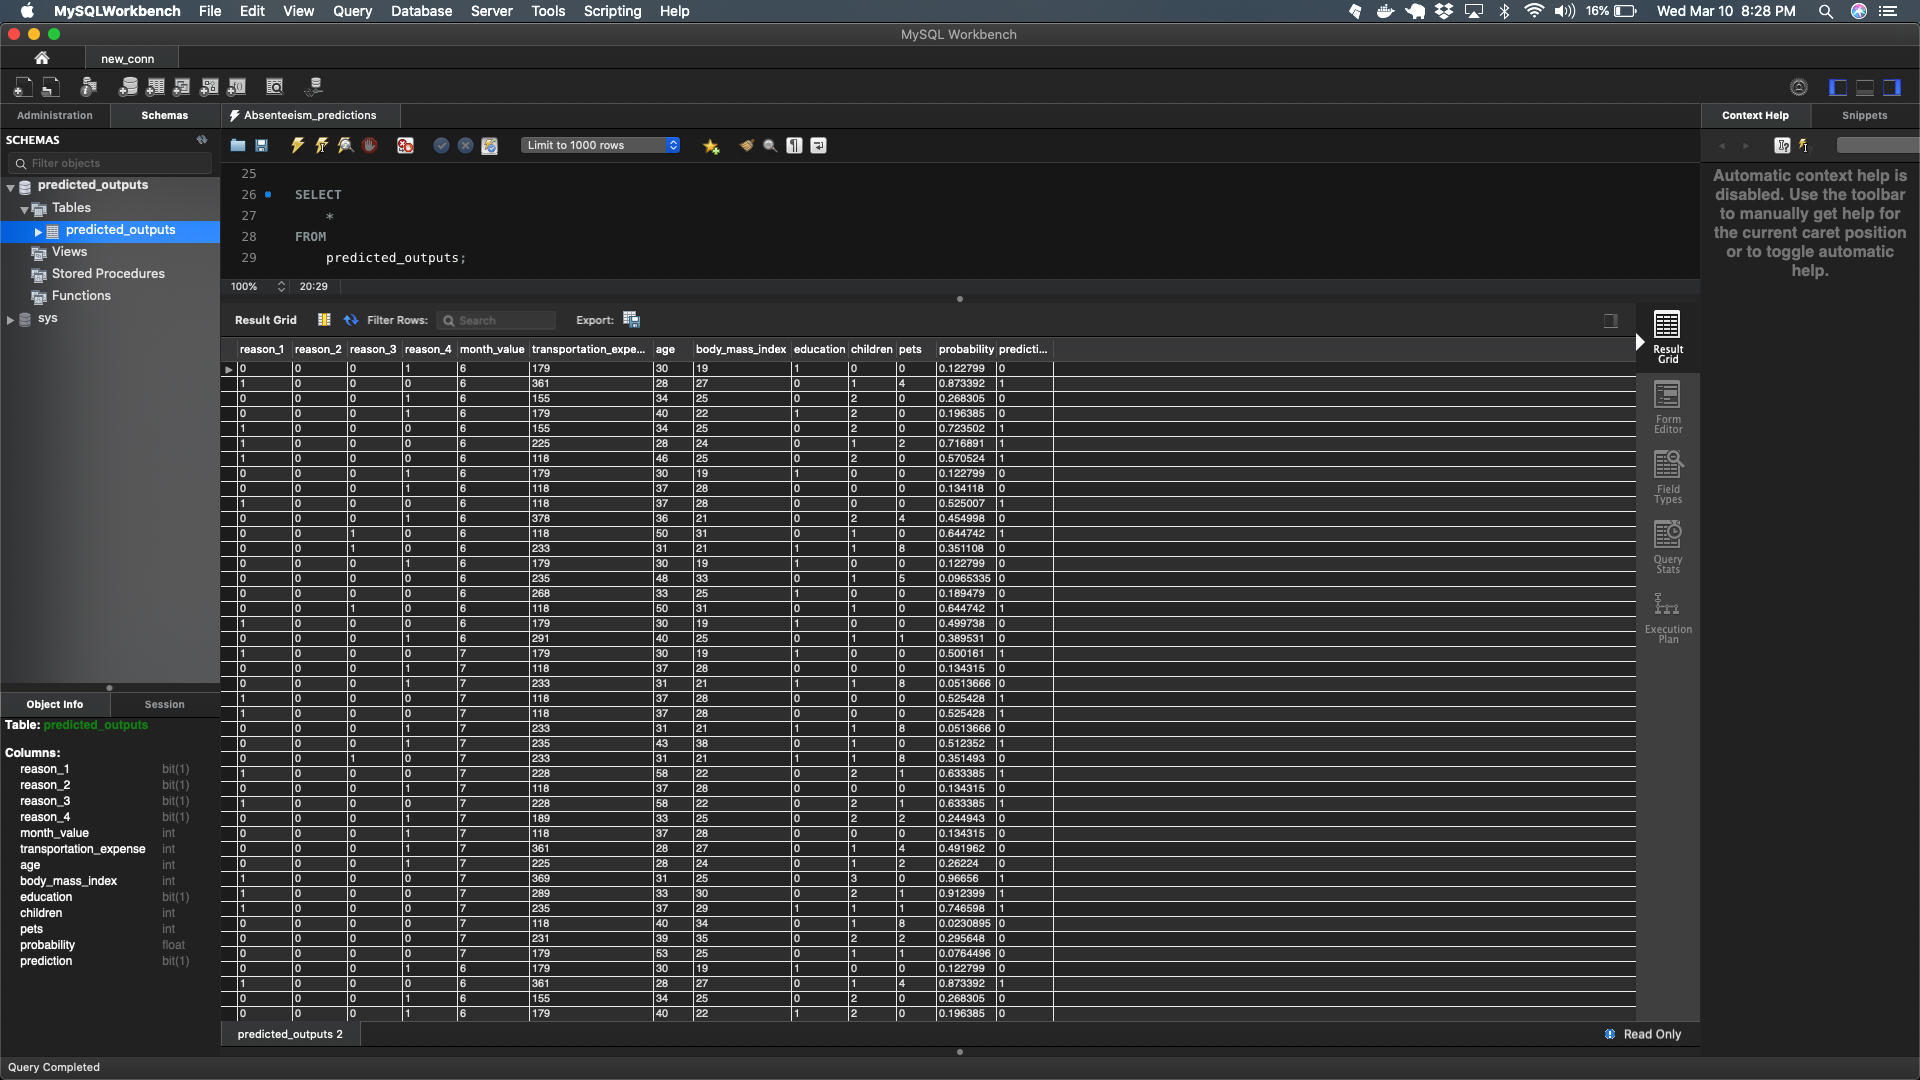 MySQLWorkbench File Edit View Query Database Server Tools Scripting Help 16% Wed Mar 10 8:28 PM
MySQL Workbench
new_conn
Administration Schemas
SCHEMAS
Filter objects
predicted_outputs
Tables
predicted_outputs
Views
Stored Procedures
Functions
sys
Absenteeism_predictions
Limit to 1000 rows
25
26 SELECT
27 *
28 FROM
29 predicted_outputs;
100% 20:29
Result Grid Filter Rows: Search Export:
reason_1 reason_2 reason_3 reason_4 month_value transportation_expe... age body_mass_index education children pets probability predicti...
0 0 0 1 6 179 30 19 1 0 0 0.122799 0
1 0 0 0 6 361 28 27 0 1 4 0.873392 1
0 0 0 1 6 155 34 25 0 2 0 0.268305 0
0 0 0 1 6 179 40 22 1 2 0 0.196385 0
1 0 0 0 6 155 34 25 0 2 0 0.723502 1
1 0 0 0 6 225 28 24 0 1 2 0.716891 1
1 0 0 0 6 118 46 25 0 2 0 0.570524 1
0 0 0 1 6 179 30 19 1 0 0 0.122799 0
0 0 0 1 6 118 37 28 0 0 0 0.134118 0
1 0 0 0 6 118 37 28 0 0 0 0.525007 1
0 0 0 1 6 378 36 21 0 2 4 0.454998 0
0 0 1 0 6 118 50 31 0 1 0 0.644742 1
0 0 1 0 6 233 31 21 1 1 8 0.351108 0
0 0 0 1 6 179 30 19 1 0 0 0.122799 0
0 0 0 0 6 235 48 33 0 1 5 0.0965335 0
0 0 0 0 6 268 33 25 1 0 0 0.189479 0
0 0 1 0 6 118 50 31 0 1 0 0.644742 1
1 0 0 0 6 179 30 19 1 0 0 0.499738 0
0 0 0 1 6 291 40 25 0 1 1 0.389531 0
1 0 0 0 7 179 30 19 1 0 0 0.500161 1
0 0 0 1 7 118 37 28 0 0 0 0.134315 0
0 0 0 1 7 233 31 21 1 1 8 0.0513666 0
1 0 0 0 7 118 37 28 0 0 0 0.525428 1
1 0 0 0 7 118 37 28 0 0 0 0.525428 1
0 0 0 1 7 233 31 21 1 1 8 0.0513666 0
0 0 0 1 7 235 43 38 0 1 0 0.512352 1
0 0 1 0 7 233 31 21 1 1 8 0.351493 0
1 0 0 0 7 228 58 22 0 2 1 0.633385 1
0 0 0 1 7 118 37 28 0 0 0 0.134315 0
1 0 0 0 7 228 58 22 0 2 1 0.633385 1
0 0 0 1 7 189 33 25 0 2 2 0.244943 0
0 0 0 1 7 118 37 28 0 0 0 0.134315 0
0 0 0 1 7 361 28 27 0 1 4 0.491962 0
0 0 0 1 7 225 28 24 0 1 2 0.26224 0
1 0 0 0 7 369 31 25 0 3 0 0.96656 1
1 0 0 0 7 289 33 30 0 2 1 0.912399 1
1 0 0 0 7 235 37 29 1 1 1 0.746598 1
0 0 0 0 7 118 40 34 0 1 8 0.0230895 0
0 0 0 0 7 231 39 35 0 2 2 0.295648 0
0 0 0 0 7 179 53 25 0 1 1 0.0764496 0
0 0 0 1 6 179 30 19 1 0 0 0.122799 0
1 0 0 0 6 361 28 27 0 1 4 0.873392 1
0 0 0 1 6 155 34 25 0 2 0 0.268305 0
0 0 0 1 6 179 40 22 1 2 0 0.196385 0
predicted_outputs 2 Read Only
Result Grid
Form Editor
Field Types
Query Stats
Execution Plan
Context Help Snippets
Automatic context help is
disabled. Use the toolbar
to manually get help for
the current caret position
or to toggle automatic
help.
Object Info Session
Table: predicted_outputs
Columns:
reason_1 bit(1)
reason_2 bit(1)
reason_3 bit(1)
reason_4 bit(1)
month_value int
transportation_expense int
age int
body_mass_index int
education bit(1)
children int
pets int
probability float
prediction bit(1)
Query Completed